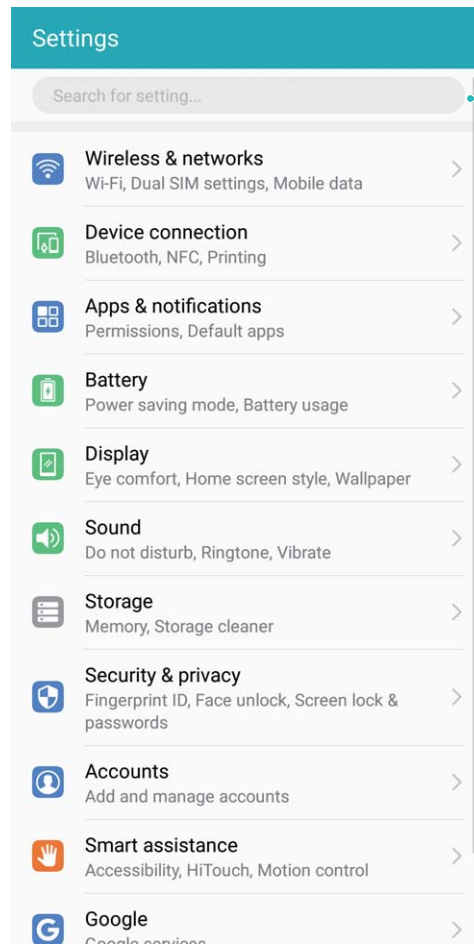 Settings
Search for setting...
Wireless & networks
Wi-Fi, Dual SIM settings, Mobile data
Device connection
Bluetooth, NFC, Printing
Apps & notifications
Permissions, Default apps
Battery
Power saving mode, Battery usage
Display
Eye comfort, Home screen style, Wallpaper
Sound
Do not disturb, Ringtone, Vibrate
Storage
Memory, Storage cleaner
Security & privacy
Fingerprint ID, Face unlock, Screen lock &
passwords
Accounts
Add and manage accounts
Smart assistance
Accessibility, HiTouch, Motion control
Google
Google services